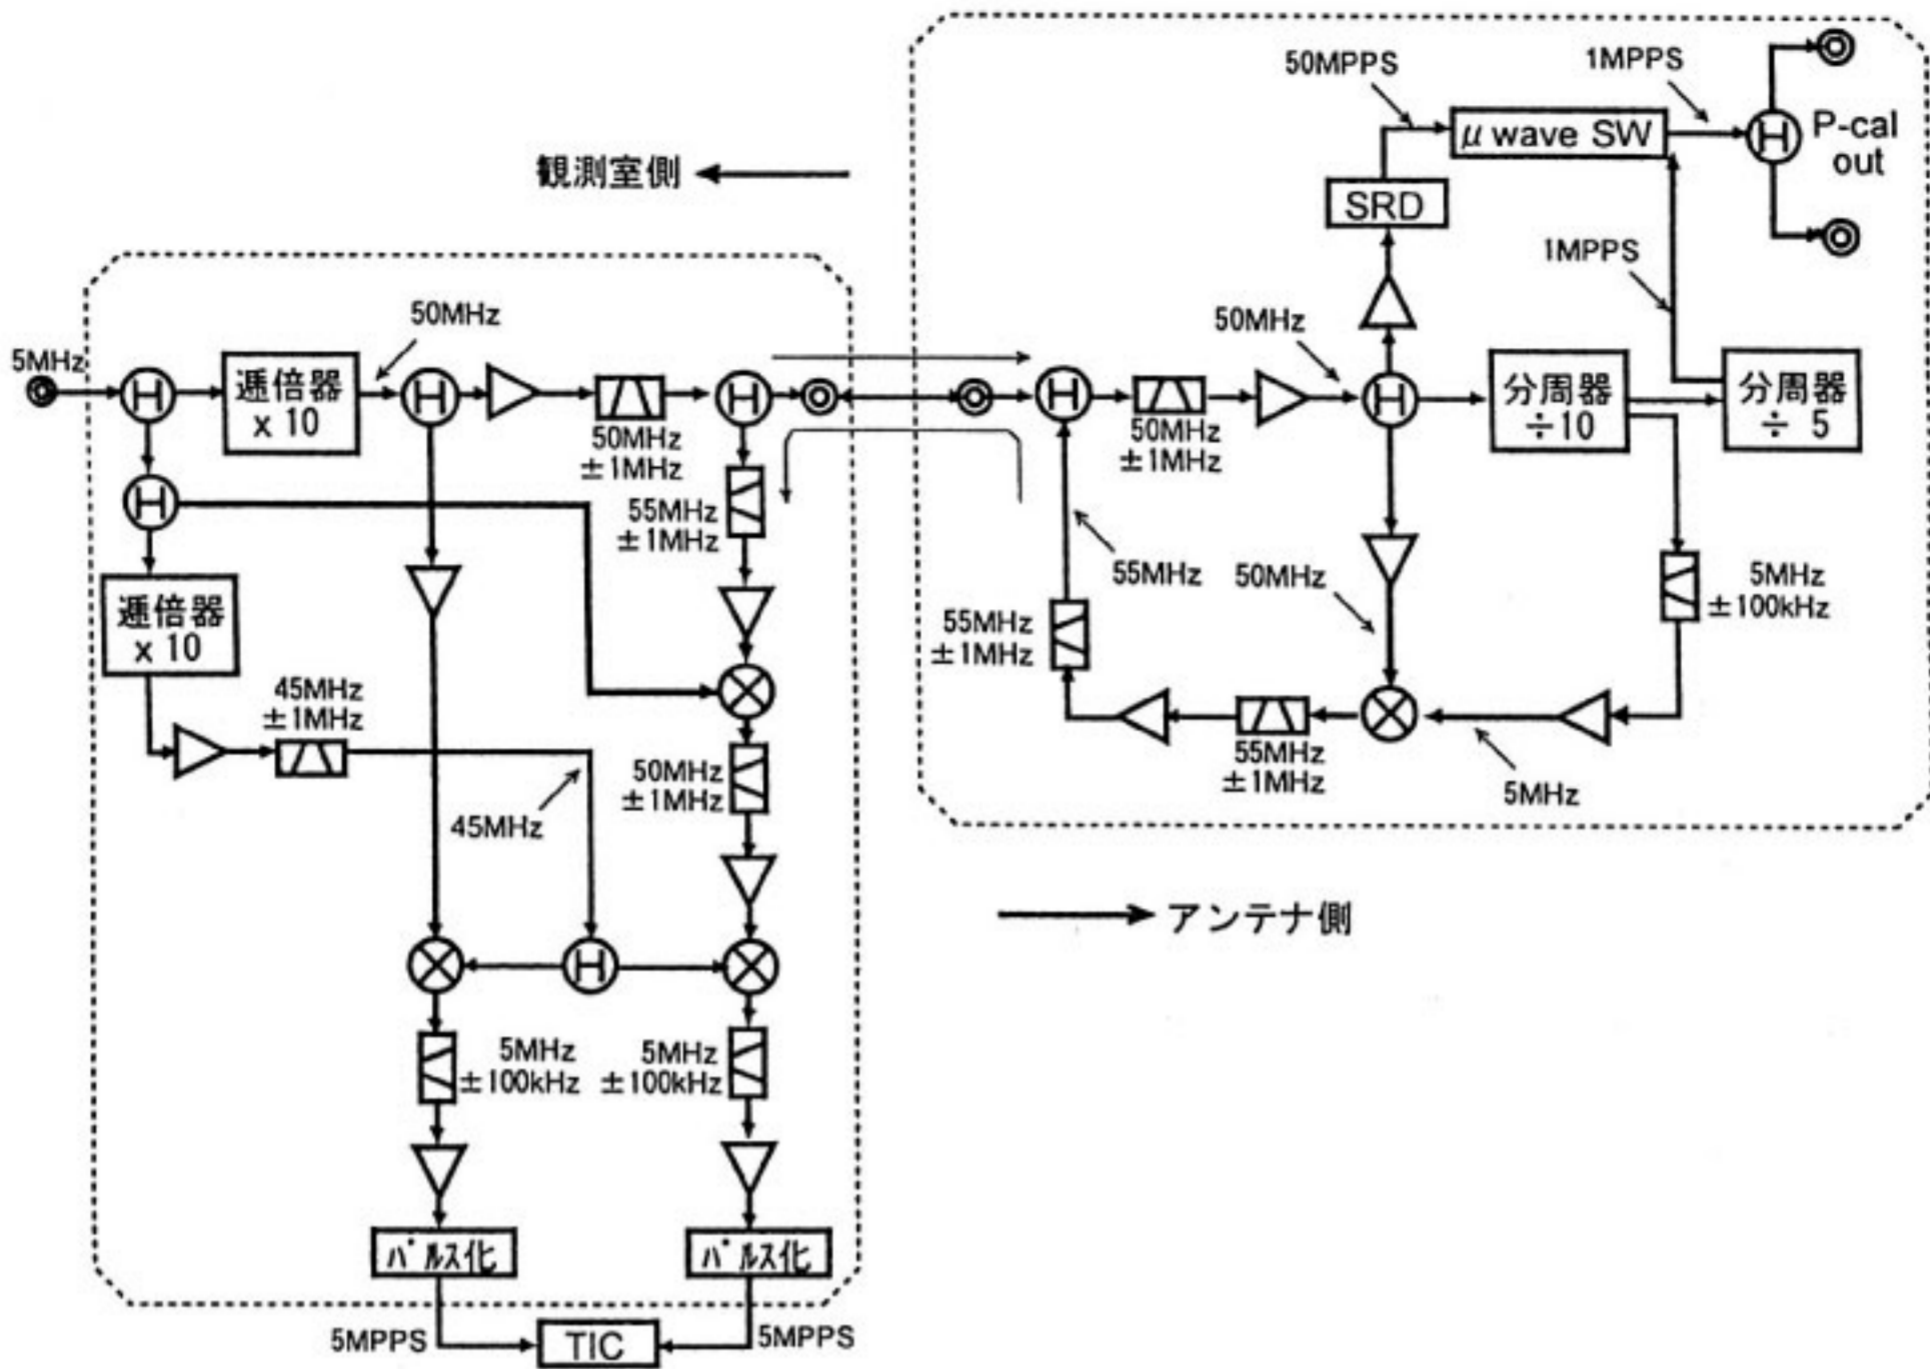 50MPPS
1MPPS
μ wave SW
P-cal
out
観測室側
SRD
1MPPS
5MHz
逓倍器
x 10
50MHz
50MHz
±1MHz
55MHz
±1MHz
逓倍器
x 10
45MHz
±1MHz
45MHz
50MHz
±1MHz
5MHz
±100kHz
5MHz
±100kHz
パルス化
パルス化
5MPPS
TIC
5MPPS
50MHz
50MHz
±1MHz
分周器
÷10
分周器
÷ 5
55MHz
50MHz
5MHz
±100kHz
55MHz
±1MHz
55MHz
±1MHz
5MHz
アンテナ側
H
H
H
H
H
H
H
H
H